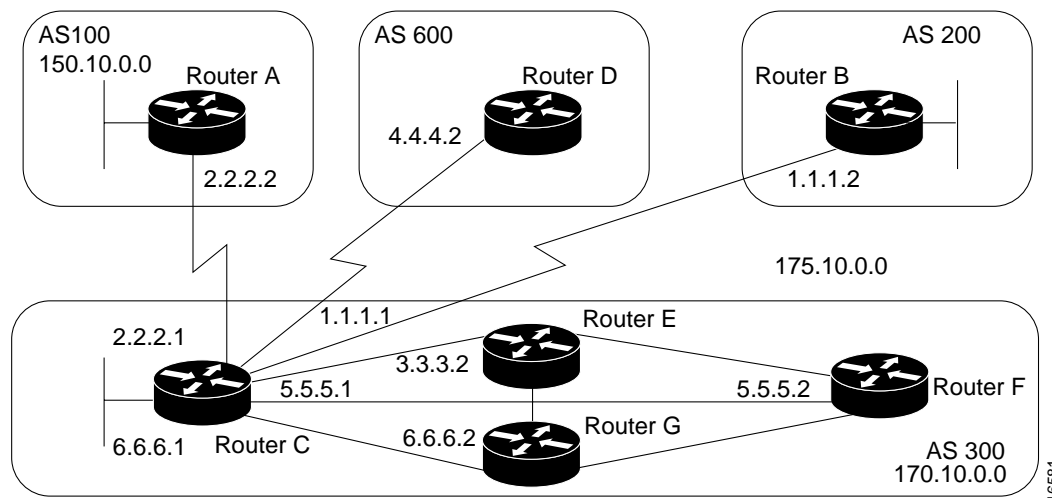 AS100
150.10.0.0
Router A
2.2.2.2
AS 600
Router D
4.4.4.2
AS 200
Router B
1.1.1.2
175.10.0.0
2.2.2.1
1.1.1.1
Router E
3.3.3.2
5.5.5.1
5.5.5.2
Router F
6.6.6.1
Router C
6.6.6.2
Router G
AS 300
170.10.0.0